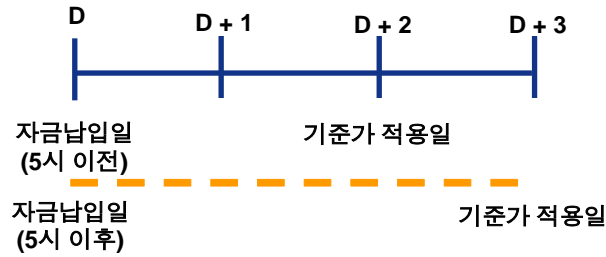 D D + 1 D + 2 D + 3
자금납입일 기준가 적용일
(5시 이전)
자금납입일 기준가 적용일
(5시 이후)